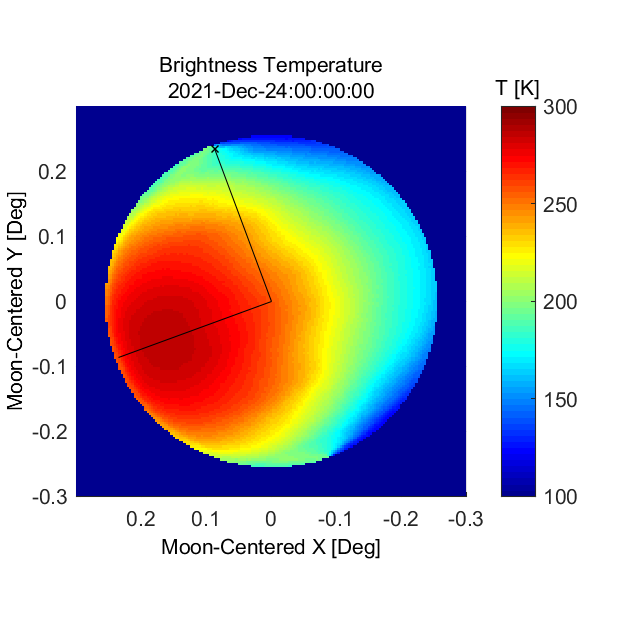 Brightness Temperature
2021-Dec-24:00:00:00
T [K]
300
250
200
150
100
Moon-Centered Y [Deg]
0.2
0.1
0
-0.1
-0.2
-0.3
0.2 0.1 0 -0.1 -0.2 -0.3
Moon-Centered X [Deg]